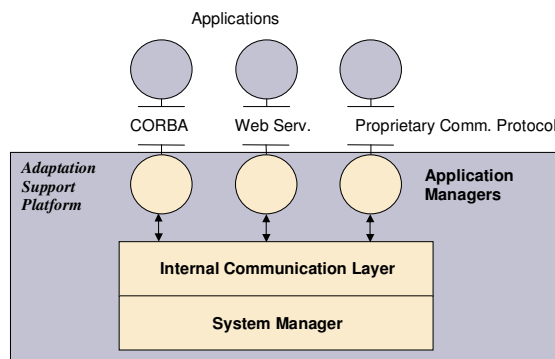 Applications
CORBA
Web Serv.
Proprietary Comm. Protocol
Adaptation
Support
Platform
Application
Managers
Internal Communication Layer
System Manager